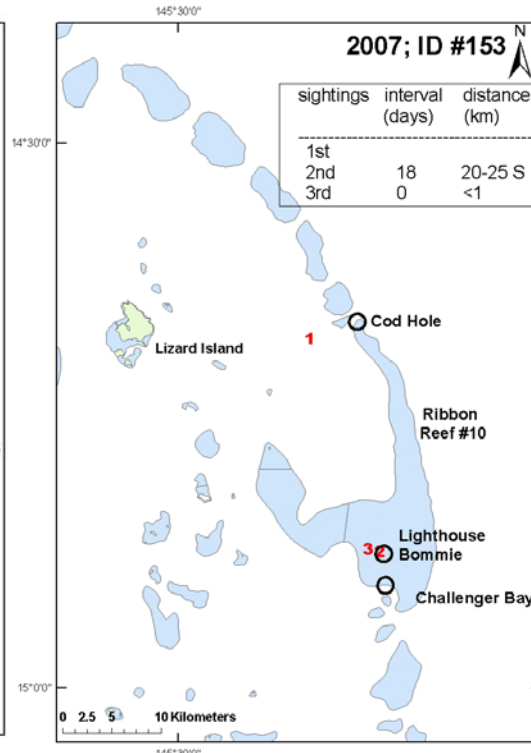 145°30'0"
2007; ID #153
N
sightings interval distance
(days) (km)
1st
2nd 18 20-25 S
3rd 0 <1
14°30'0"
Cod Hole
1
Lizard Island
Ribbon
Reef #10
Lighthouse
32
Bommie
Challenger Bay
15°0'0"
0 2.5 5 10 Kilometers
145°30'0"